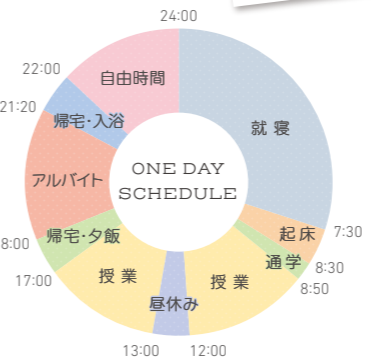 24:00
就寝
7:30
起床
8:30
通学
8:50
授業
12:00
昼休み
13:00
授業
17:00
帰宅・夕飯
8:00
アルバイト
21:20
帰宅・入浴
22:00
自由時間
ONE DAY
SCHEDULE